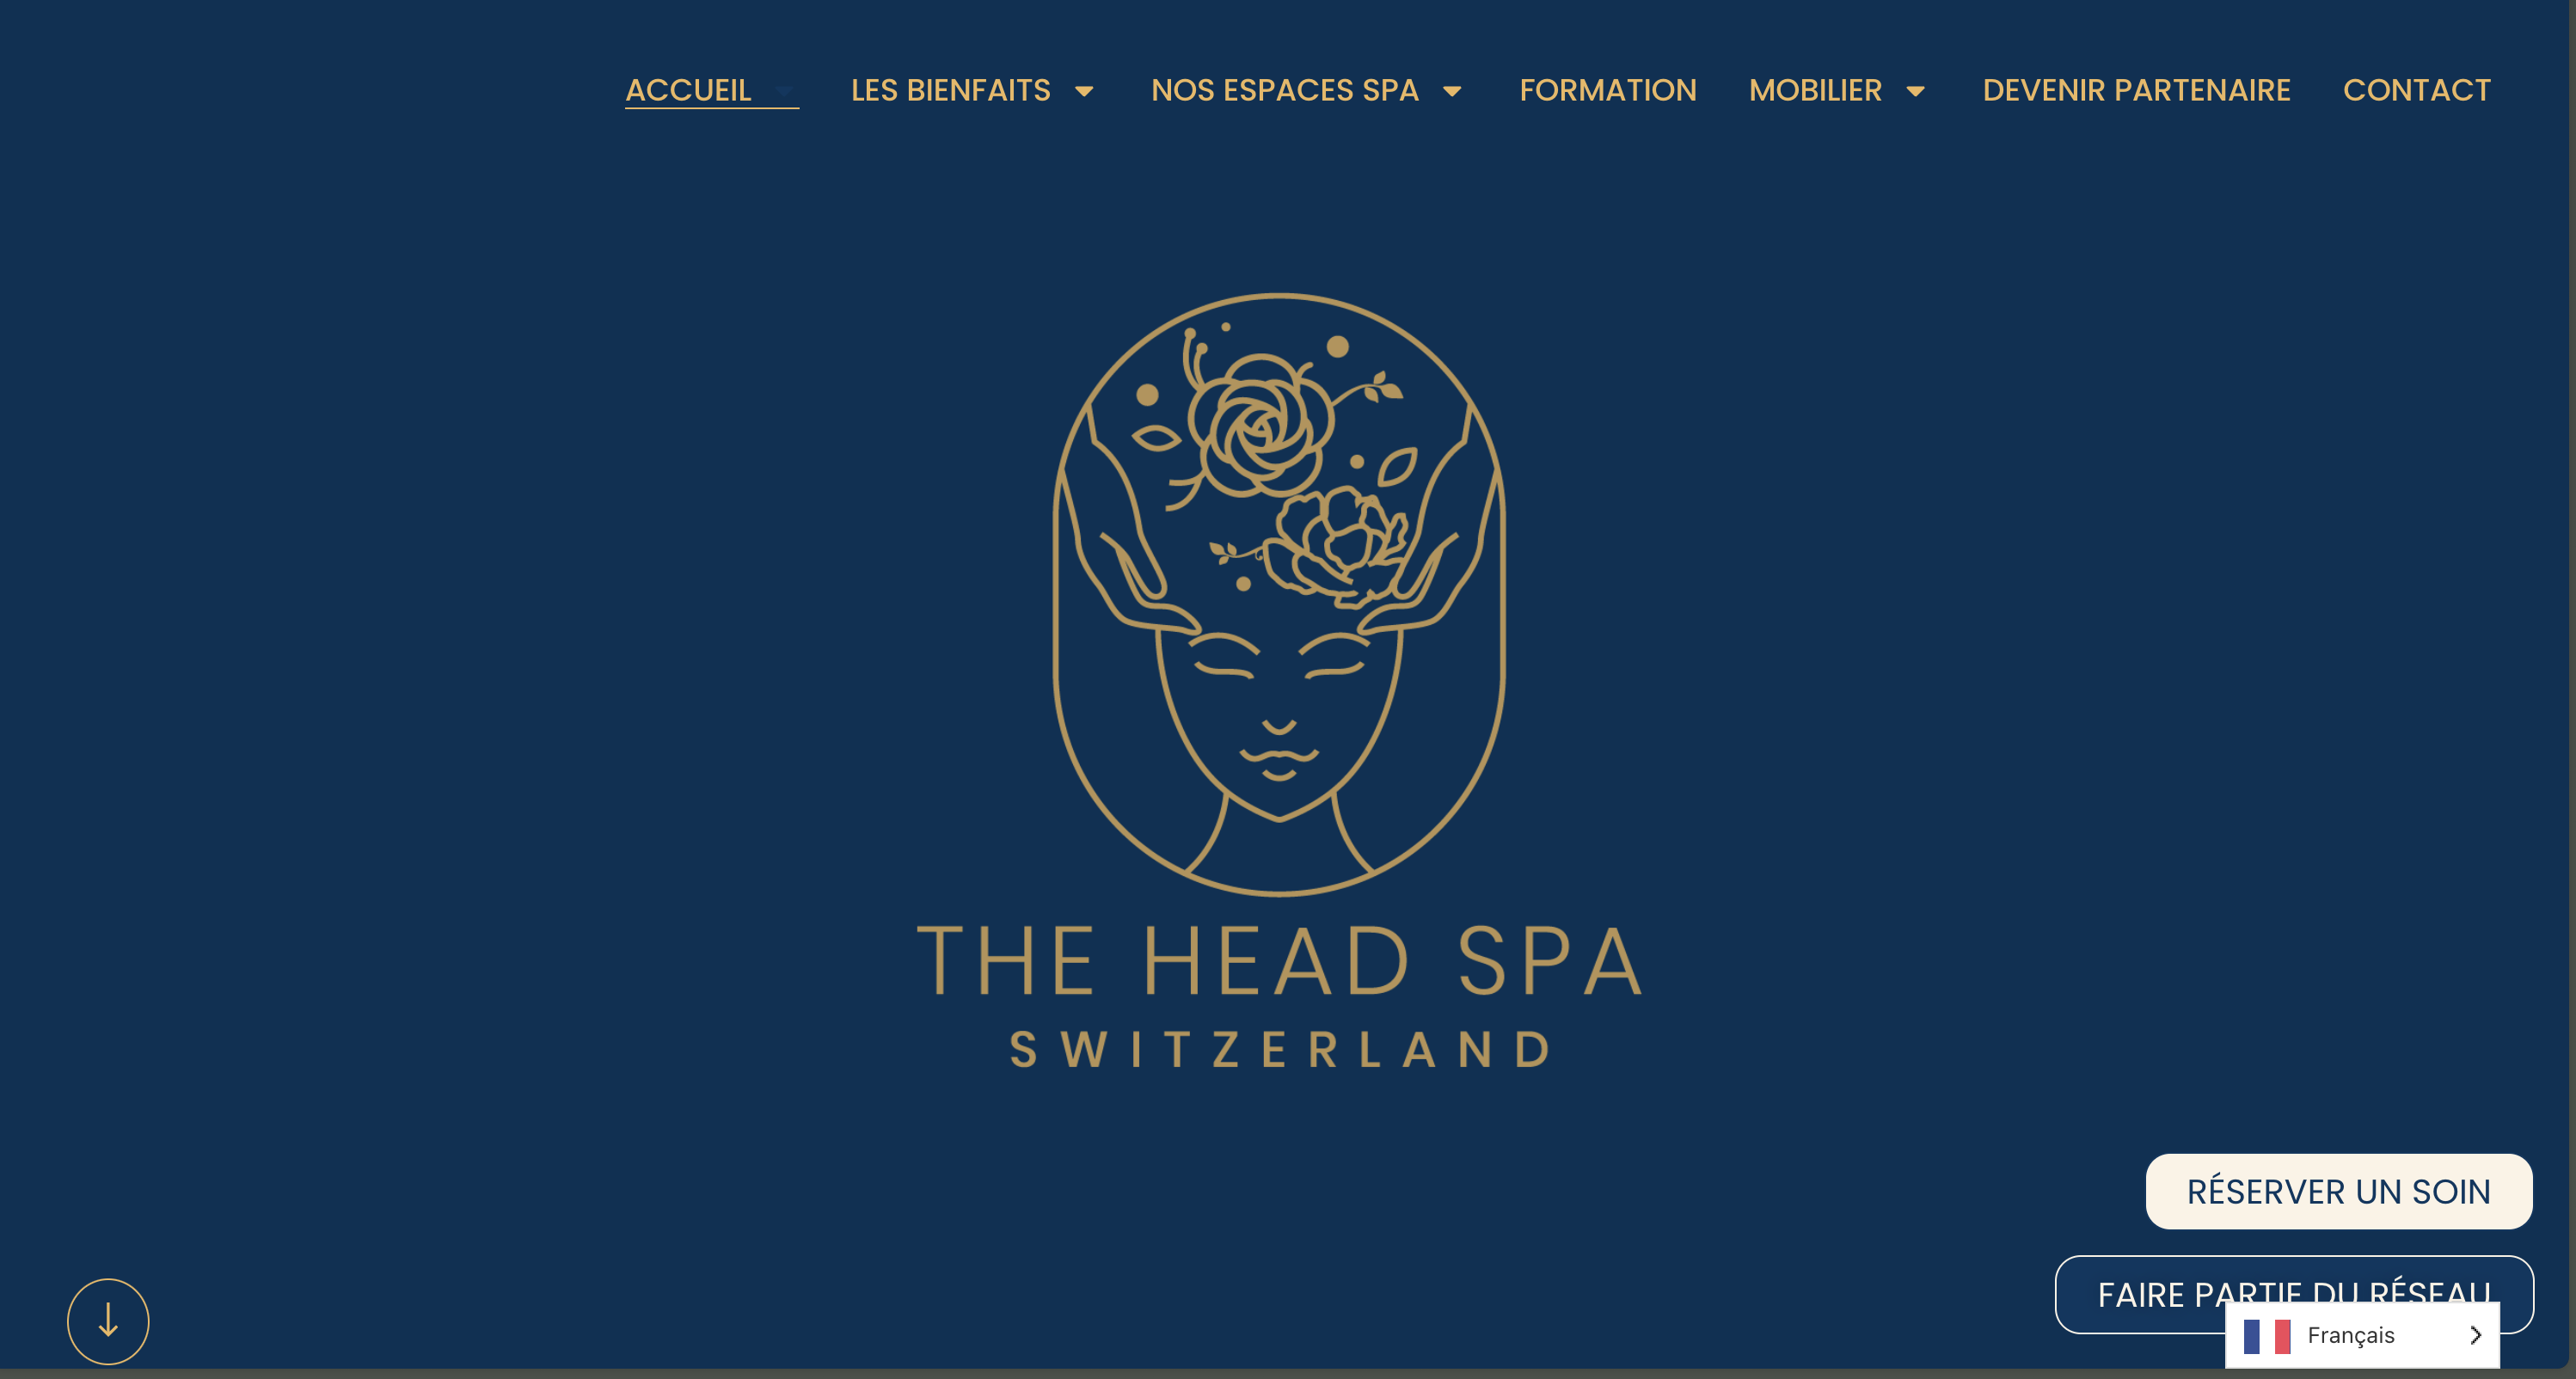 ACCUEIL LES BIENFAITS NOS ESPACES SPA FORMATION MOBILIER DEVENIR PARTENAIRE CONTACT
THE HEAD SPA
SWITZERLAND
RÉSERVER UN SOIN
FAIRE PARTIE DU RÉSEAU
Français